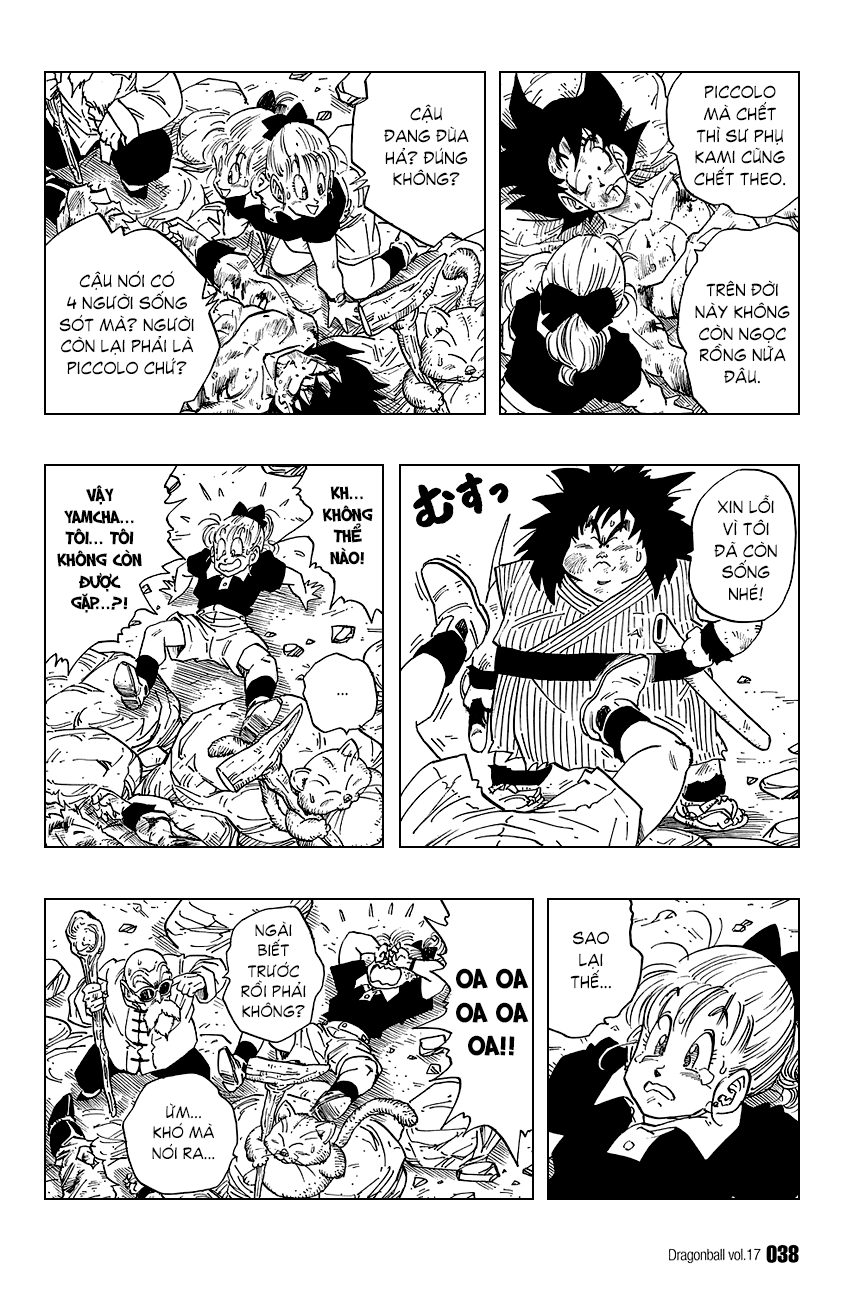 PICCOLO
MÀ CHẾT
THÌ SƯ PHỤ
KAMI CŨNG
CHẾT THEO.
TRÊN ĐỜI
NÀY KHÔNG
CÒN NGỌC
RỒNG NỮA
ĐÂU.
CẬU
ĐANG ĐÙA
HẢ? ĐÚNG
KHÔNG?
CẬU NÓI CÓ
4 NGƯỜI SỐNG
SÓT MÀ? NGƯỜI
CÒN LẠI PHẢI LÀ
PICCOLO CHỨ?
XIN LỖI
VÌ TÔI
ĐÃ CÒN
SỐNG
NHÉ!
むすっ
KH...
KHÔNG
THỂ
NÀO!
VẬY
YAMCHA...
TÔI... TÔI
KHÔNG CÒN
ĐƯỢC
GẶP...?!
...
SAO
LẠI
THẾ...
OA OA
OA OA
OA!!
NGÀI
BIẾT
TRƯỚC
RỒI PHẢI
KHÔNG?
ỪM...
KHÓ MÀ
NÓI RA...
Dragonball vol.17 038